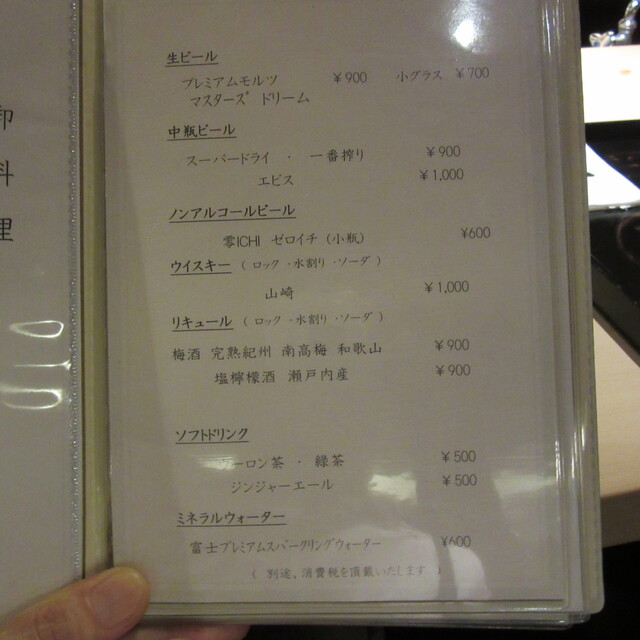 卸
料
理
生ビール
プレミアムモルツ ￥900 小グラス ￥700
マスターズ ドリーム
中瓶ビール
スーパードライ ・ 一番搾り ￥900
エビス ￥1,000
ノンアルコールビール
零ICHI ゼロイチ (小瓶) ￥600
ウイスキー ( ロック ・水割り ・ソーダ )
山崎 ￥1,000
リキュール ( ロック ・水割り ・ソーダ )
梅酒 完熟紀州 南高梅 和歌山 ￥900
塩檸檬酒 瀬戸内産 ￥900
ソフトドリンク
ウーロン茶 ・ 緑茶 ￥500
ジンジャーエール ￥500
ミネラルウォーター
富士プレミアムスパークリングウォーター ￥600
( 別途，消費税を頂戴いたします )